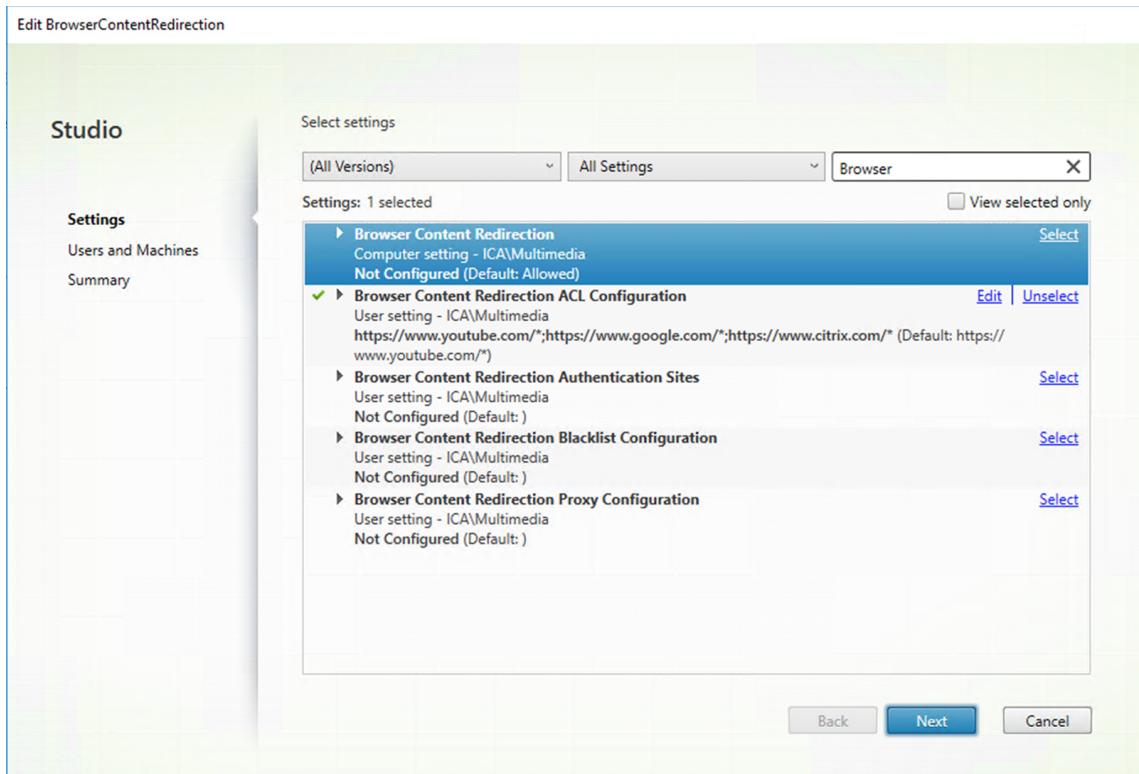 Edit BrowserContentRedirection
Studio
Settings
Users and Machines
Summary
Select settings
(All Versions)
All Settings
Browser
Settings: 1 selected
View selected only
Browser Content Redirection
Select
Computer setting - ICA\Multimedia
Not Configured (Default: Allowed)
Browser Content Redirection ACL Configuration
Edit
Unselect
User setting - ICA\Multimedia
https://www.youtube.com/*;https://www.google.com/*;https://www.citrix.com/* (Default: https://
www.youtube.com/*)
Browser Content Redirection Authentication Sites
Select
User setting - ICA\Multimedia
Not Configured (Default: )
Browser Content Redirection Blacklist Configuration
Select
User setting - ICA\Multimedia
Not Configured (Default: )
Browser Content Redirection Proxy Configuration
Select
User setting - ICA\Multimedia
Not Configured (Default: )
Back
Next
Cancel